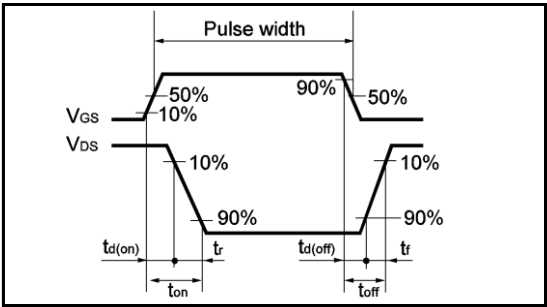 Pulse width
90%
50%
50%
VGS
10%
VDS
10%
10%
90%
90%
td(on)
tr
td(off)
tf
ton
toff